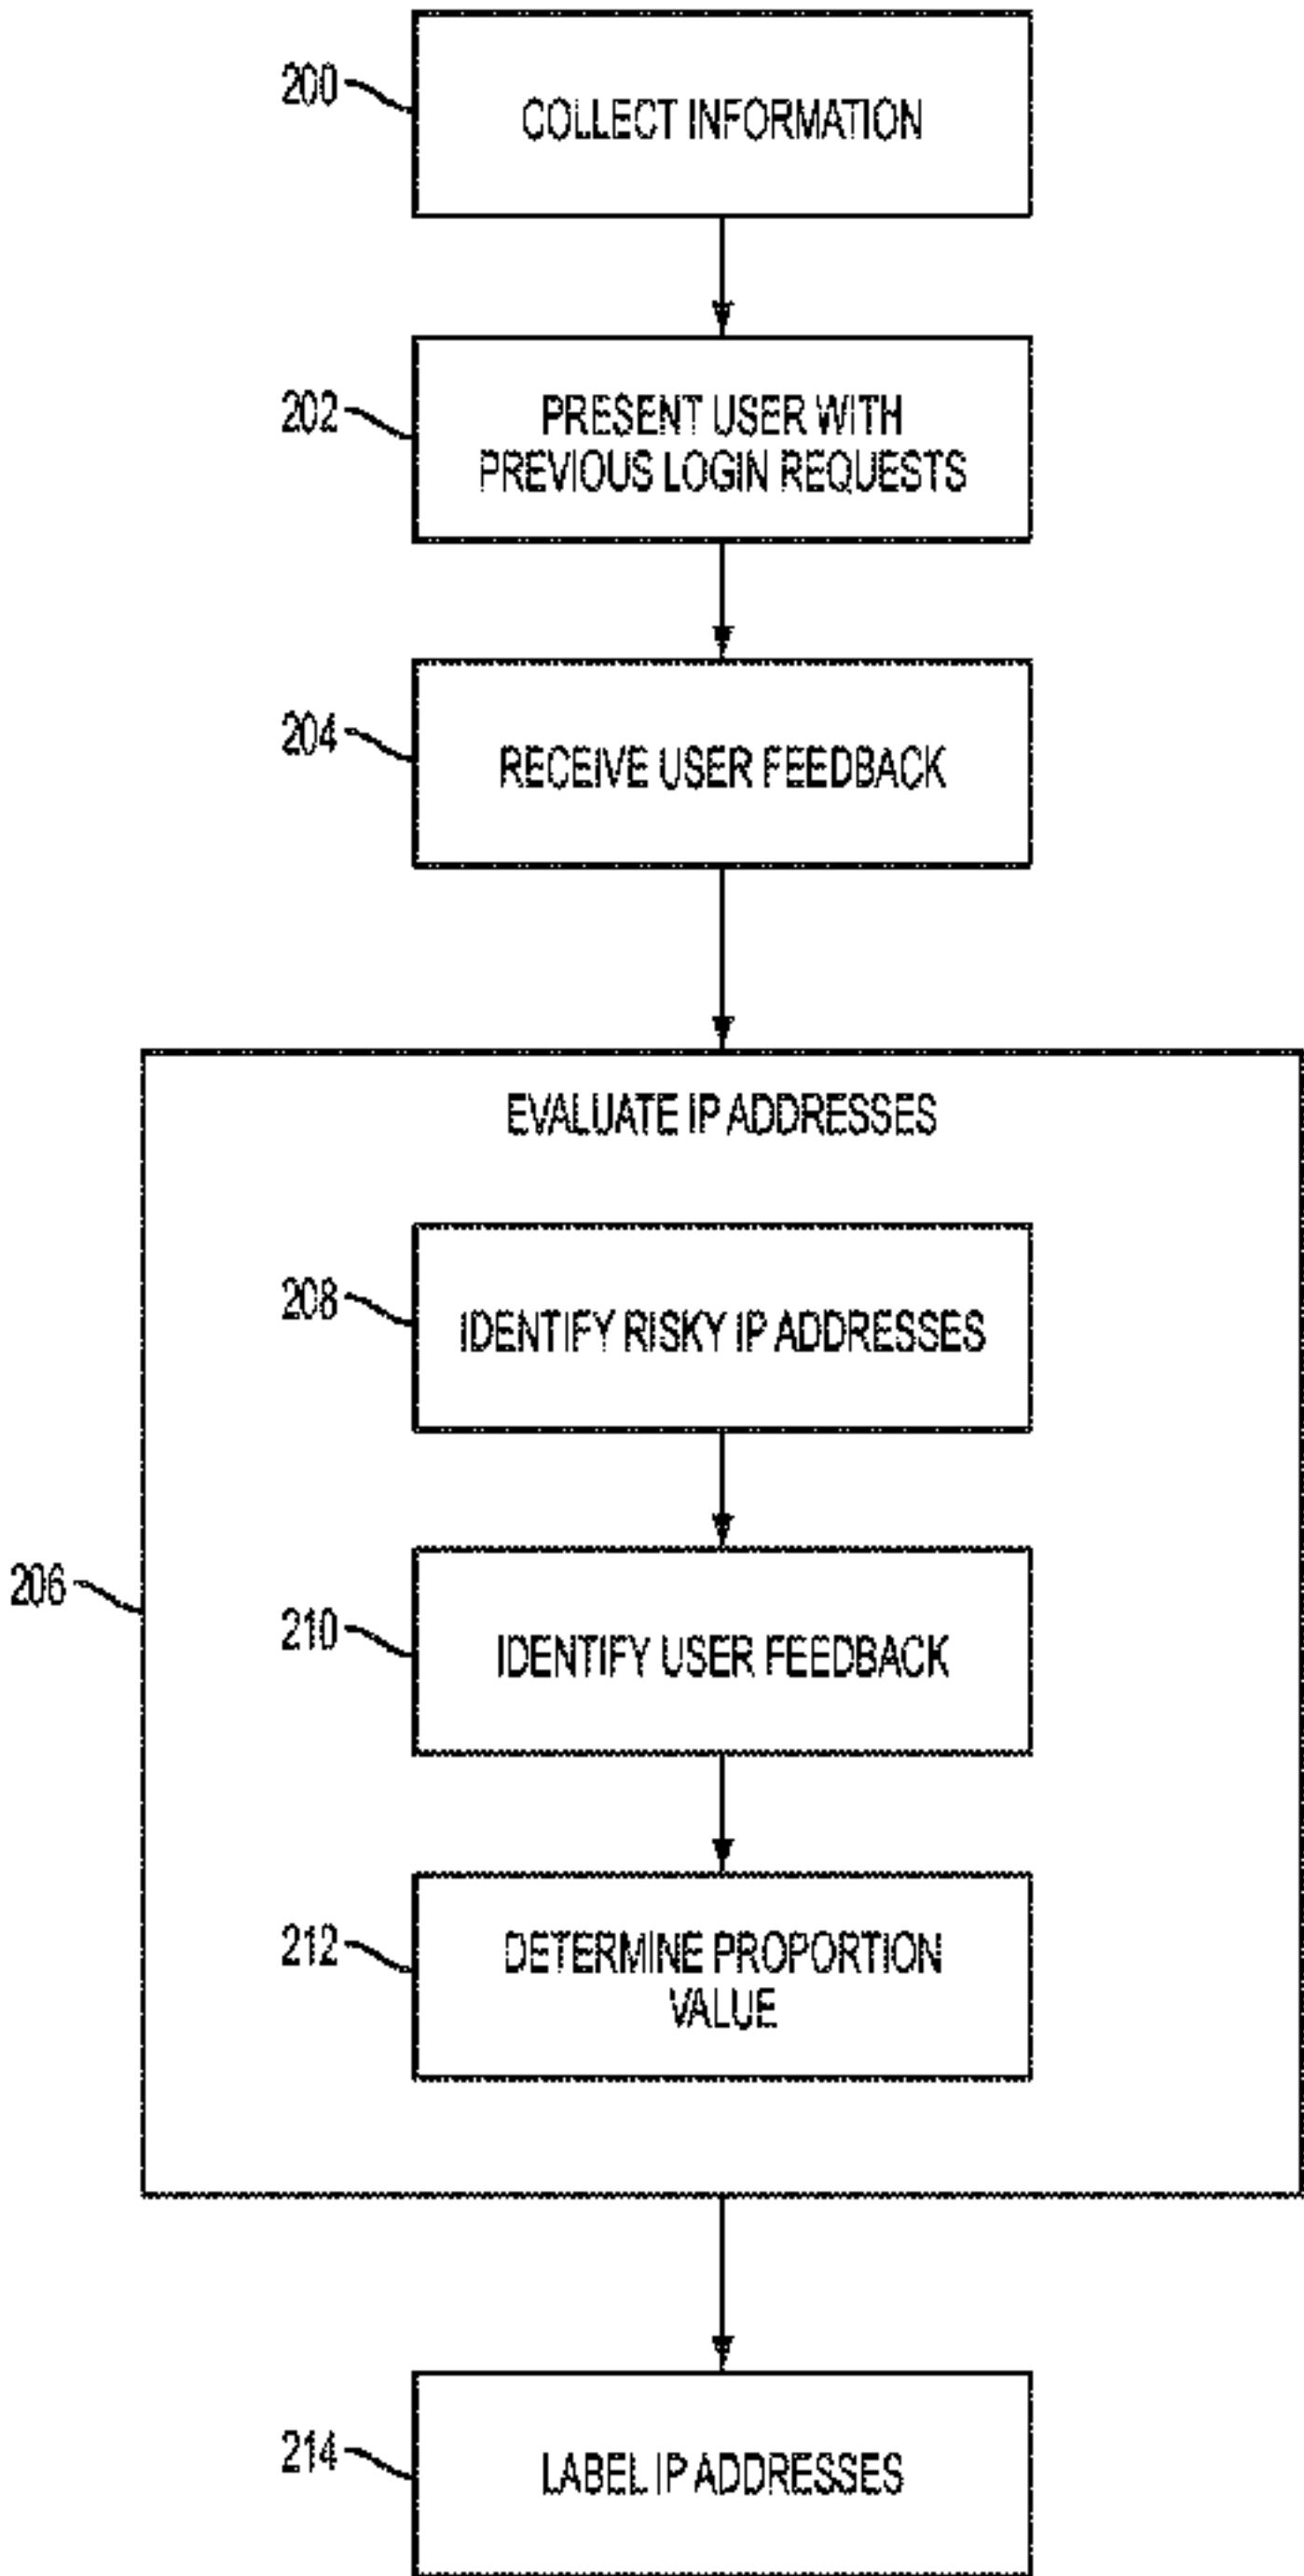 200
COLLECT INFORMATION
202
PRESENT USER WITH
PREVIOUS LOGIN REQUESTS
204
RECEIVE USER FEEDBACK
EVALUATE IP ADDRESSES
208
IDENTIFY RISKY IP ADDRESSES
206
210
IDENTIFY USER FEEDBACK
212
DETERMINE PROPORTION
VALUE
214
LABEL IP ADDRESSES